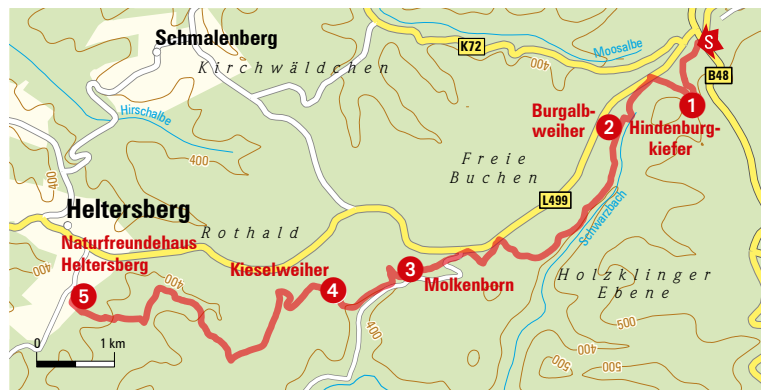 Schmalenberg
Kirchwäldchen
K72
Moosalbe
400
S
B48
1
Hindenburg-
kiefer
Burgalb-
weiher
2
Hirschalbe
400
400
Freie
Buchen
L499
Schwarzbach
Heltersberg
Rothald
Naturfreundehaus
Heltersberg
400
400
5
Kieselweiher
4
3
Molkenborn
400
Holzklinger
Ebene
500
500
500
500
0
1 km